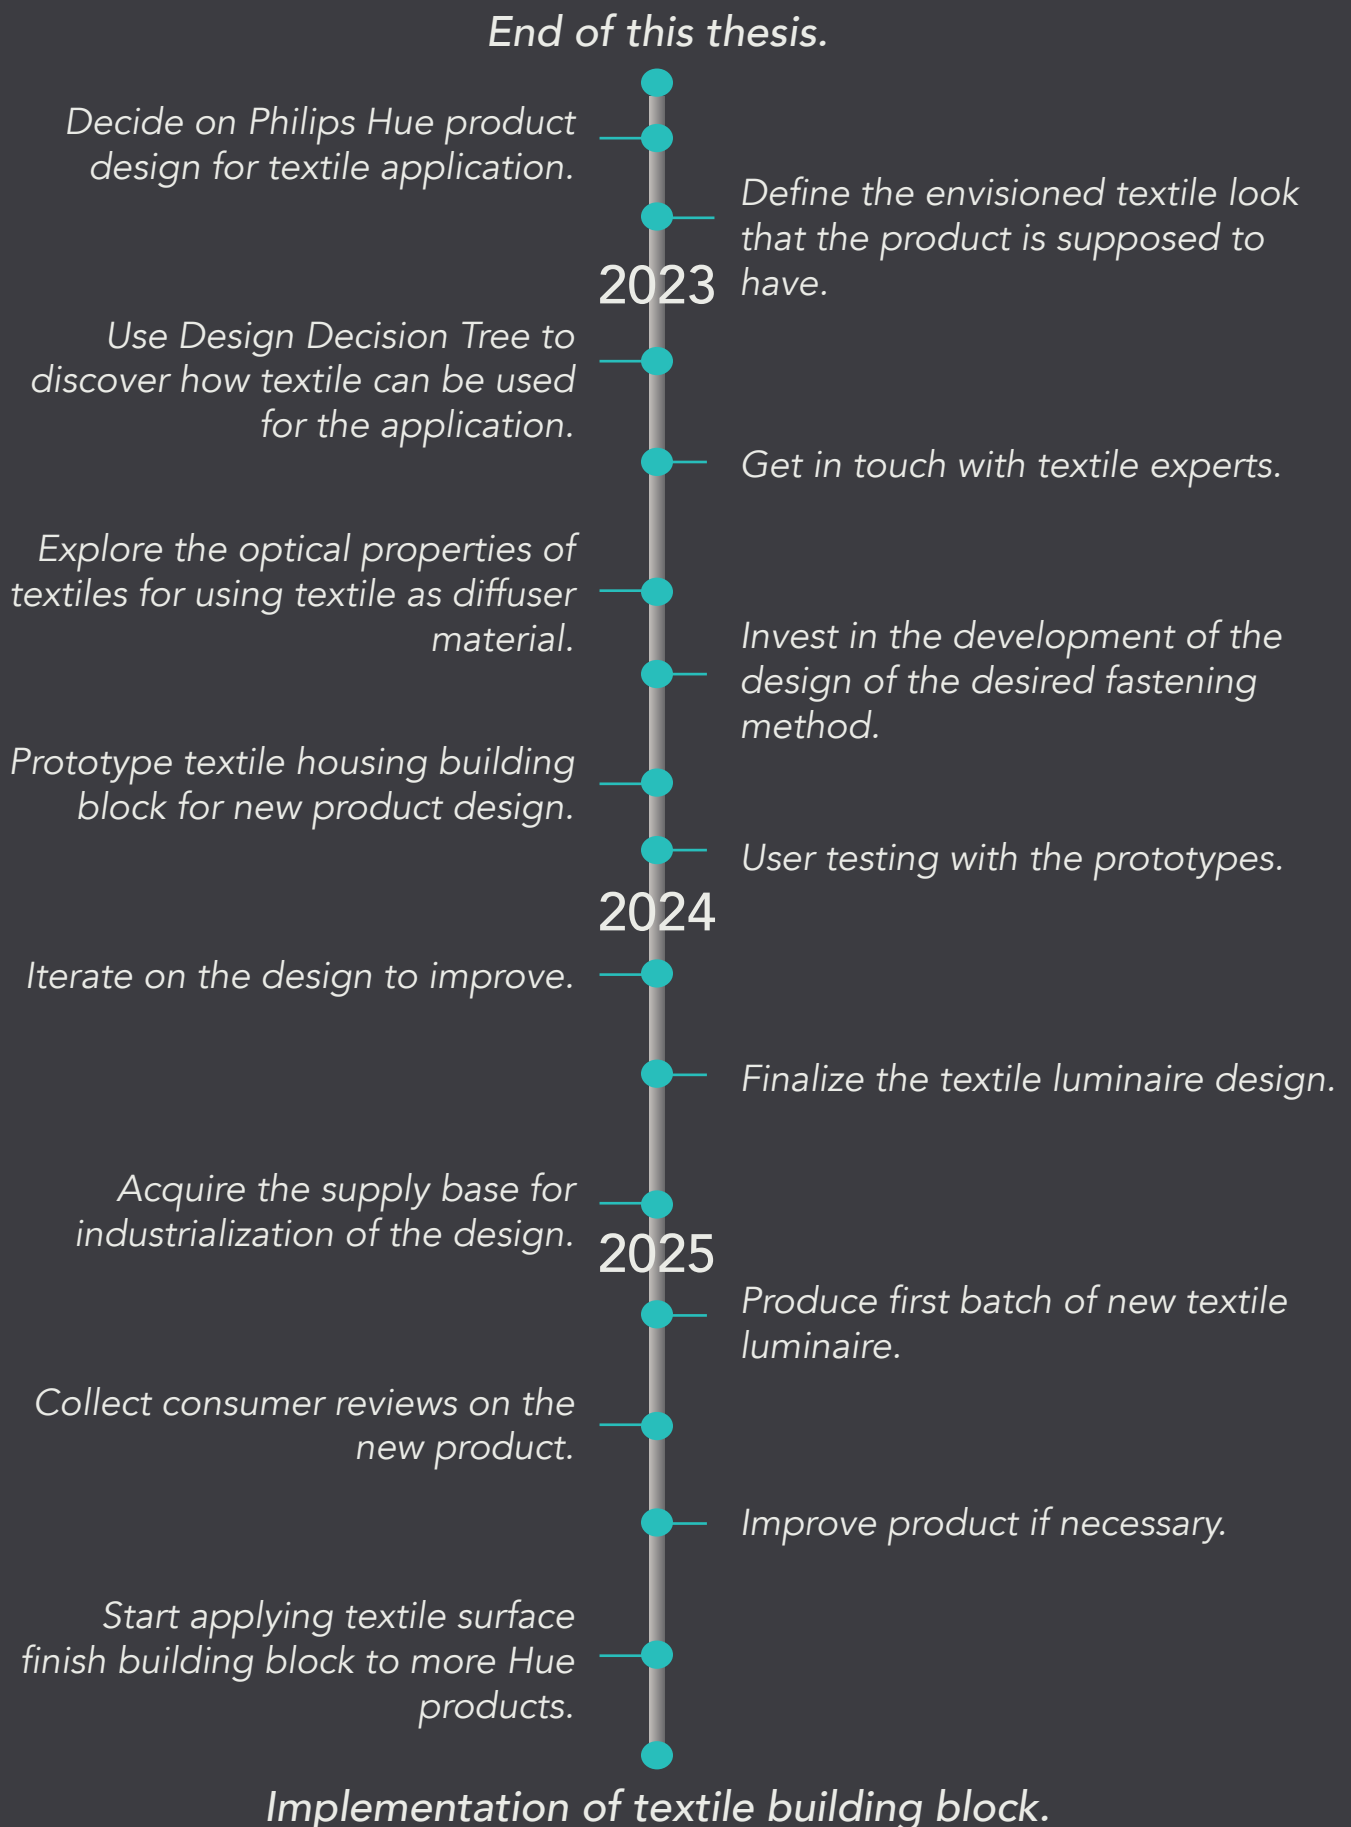 End of this thesis.
Decide on Philips Hue product
design for textile application.
Define the envisioned textile look
that the product is supposed to
have.
2023
Use Design Decision Tree to
discover how textile can be used
for the application.
Get in touch with textile experts.
Explore the optical properties of
textiles for using textile as diffuser
material.
Invest in the development of the
design of the desired fastening
method.
Prototype textile housing building
block for new product design.
User testing with the prototypes.
2024
Iterate on the design to improve.
Finalize the textile luminaire design.
Acquire the supply base for
industrialization of the design.
2025
Produce first batch of new textile
luminaire.
Collect consumer reviews on the
new product.
Improve product if necessary.
Start applying textile surface
finish building block to more Hue
products.
Implementation of textile building block.